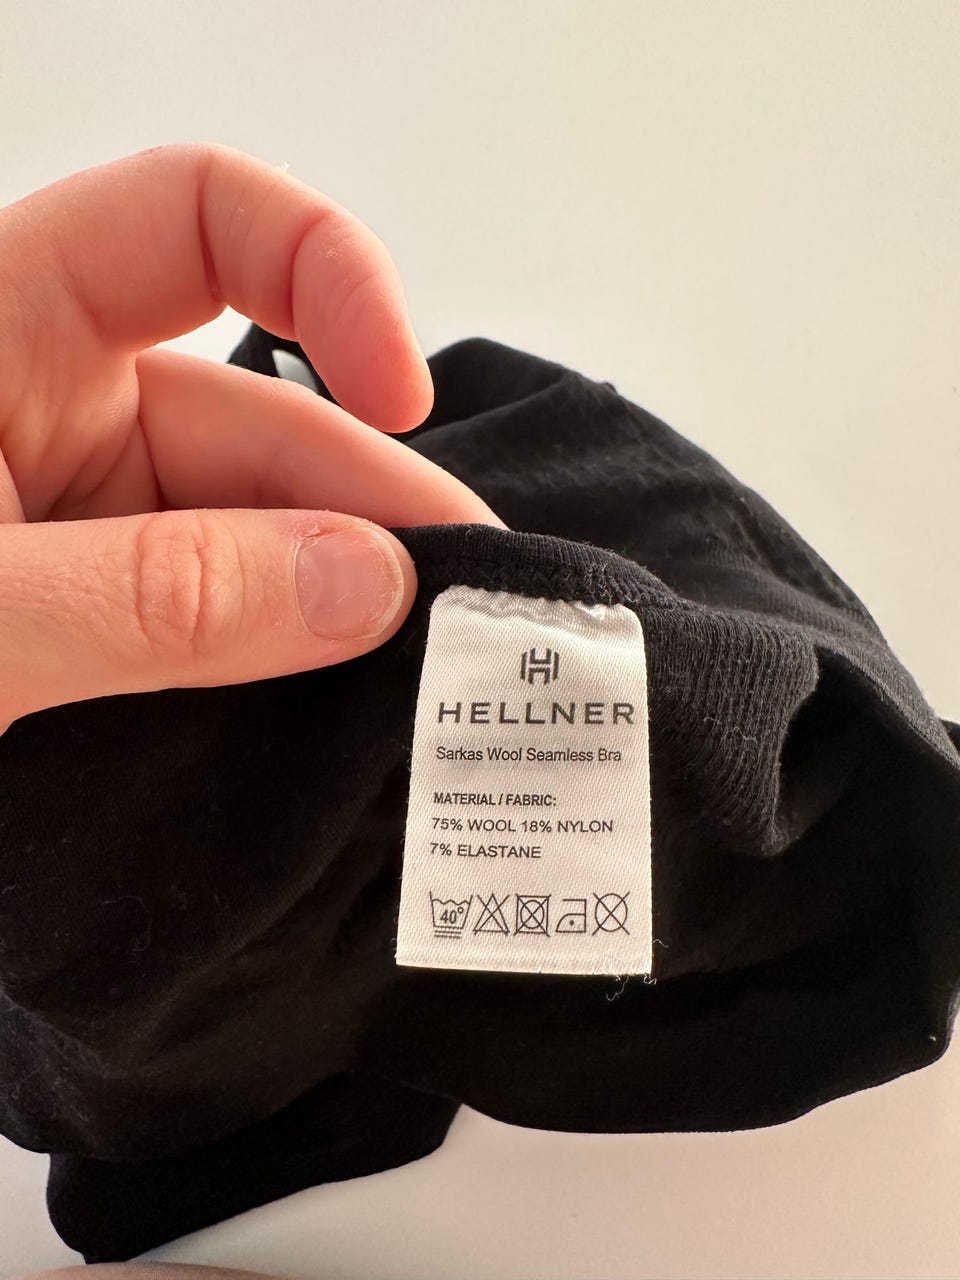 HELLNER
Sarkas Wool Seamless Bra
MATERIAL / FABRIC:
75% WOOL 18% NYLON
7% ELASTANE
40°